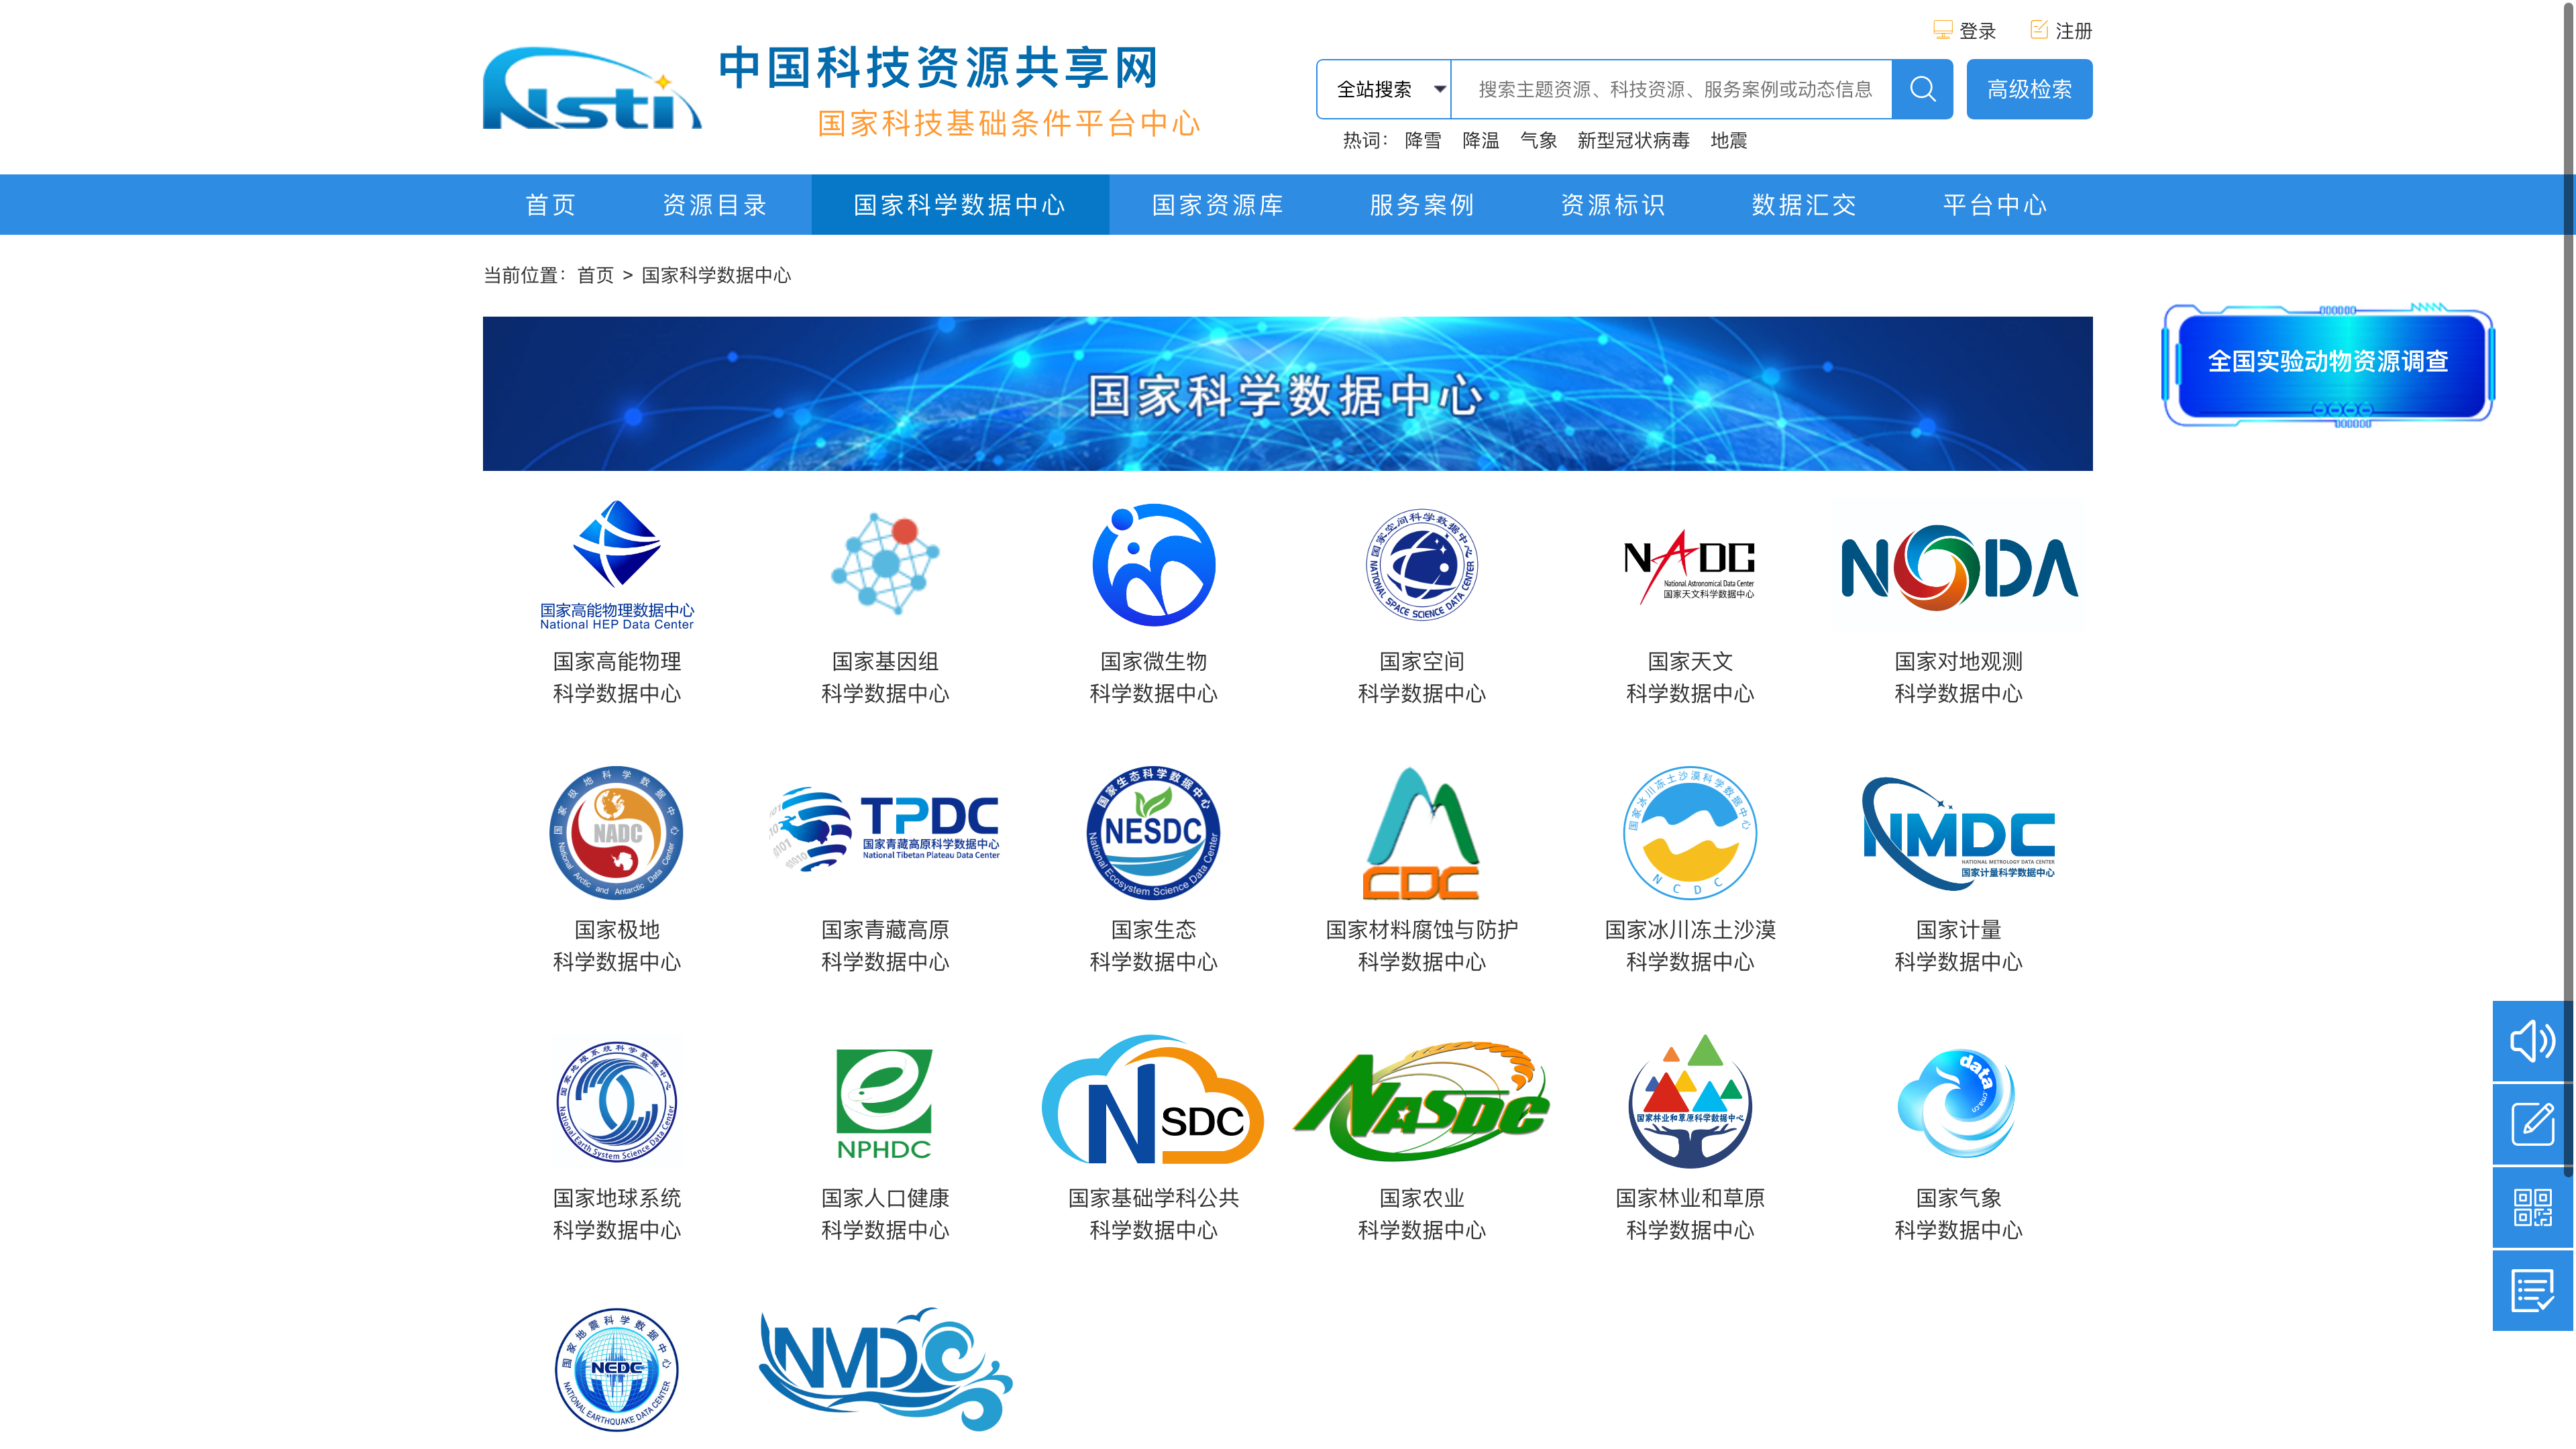 登录 注册
Nsti
中国科技资源共享网
国家科技基础条件平台中心
全站搜索 搜索主题资源、科技资源、服务案例或动态信息 高级检索
热词： 降雪 降温 气象 新型冠状病毒 地震
首页 资源目录 国家科学数据中心 国家资源库 服务案例 资源标识 数据汇交 平台中心
当前位置：首页 > 国家科学数据中心
国家科学数据中心
全国实验动物资源调查
国家高能物理数据中心
National HEP Data Center
国家空间科学数据中心
NATIONAL SPACE SCIENCE DATA CENTER
NADC
National Astronomical Data Center
国家天文科学数据中心
NODA
国家高能物理 国家基因组 国家微生物 国家空间 国家天文 国家对地观测
科学数据中心 科学数据中心 科学数据中心 科学数据中心 科学数据中心 科学数据中心
国家极地科学数据中心
NADC
National Arctic and Antarctic Data Center
TPDC
国家青藏高原科学数据中心
National Tibetan Plateau Data Center
国家生态科学数据中心
NESDC
National Ecosystem Science Data Center
CDC
国家冰川冻土沙漠科学数据中心
NCDC
NMDC
NATIONAL METROLOGY DATA CENTER
国家计量科学数据中心
国家极地 国家青藏高原 国家生态 国家材料腐蚀与防护 国家冰川冻土沙漠 国家计量
科学数据中心 科学数据中心 科学数据中心 科学数据中心 科学数据中心 科学数据中心
国家地球系统科学数据中心
National Earth System Science Data Center
NPHDC
NSDC
NASDC
国家林业和草原科学数据中心
data
.cma.cn
国家地球系统 国家人口健康 国家基础学科公共 国家农业 国家林业和草原 国家气象
科学数据中心 科学数据中心 科学数据中心 科学数据中心 科学数据中心 科学数据中心
国家地震科学数据中心
NEDC
NATIONAL EARTHQUAKE DATA CENTER
NMDC